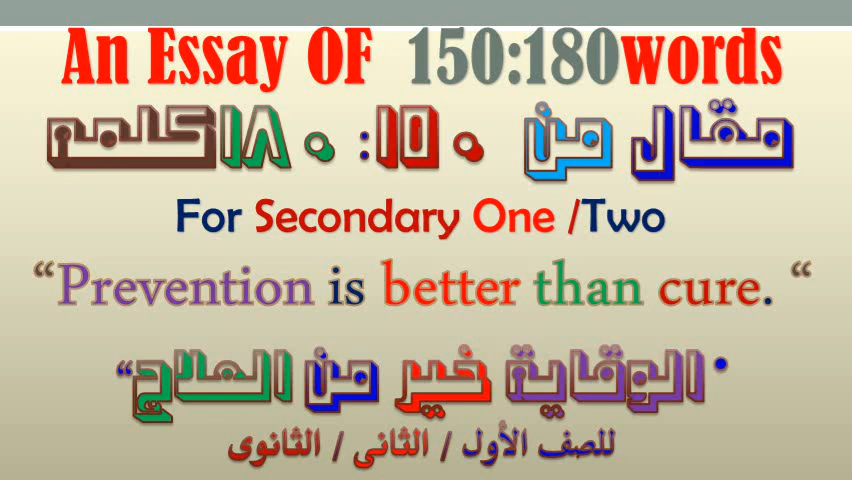 An Essay OF 150:180words
مقال من ١٥٠: ١٨٠كلمه
For Secondary One /Two
“Prevention is better than cure. “
• الوقاية خير من العلاج“
للصف الأول / الثانى / الثانوى